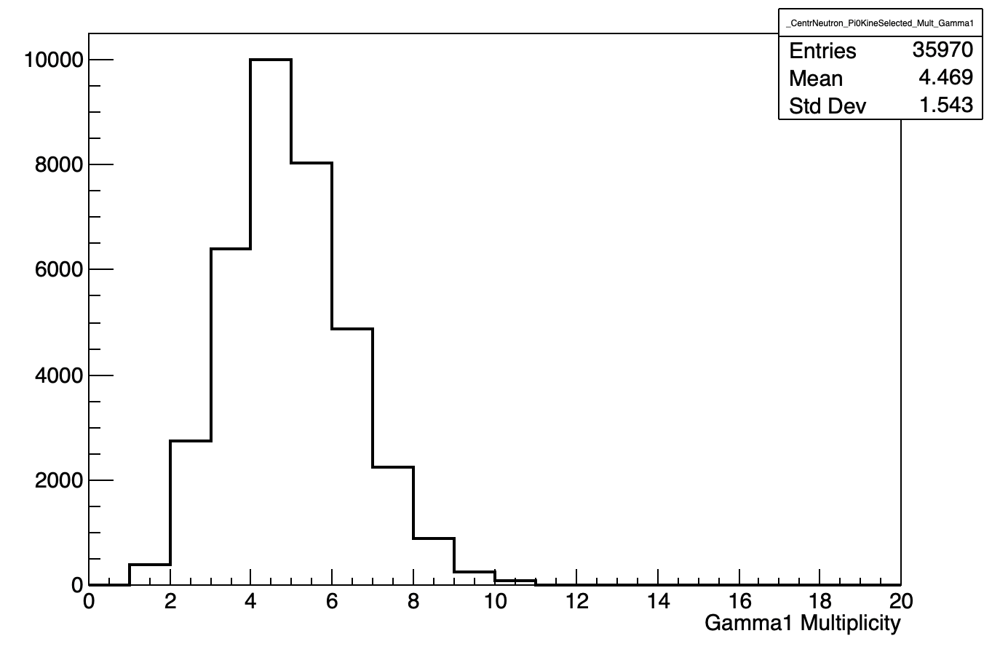 _CentrNeutron_Pi0KineSelected_Mult_Gamma1
Entries 35970
Mean 4.469
Std Dev 1.543
10000
8000
6000
4000
2000
0
0 2 4 6 8 10 12 14 16 18 20
Gamma1 Multiplicity